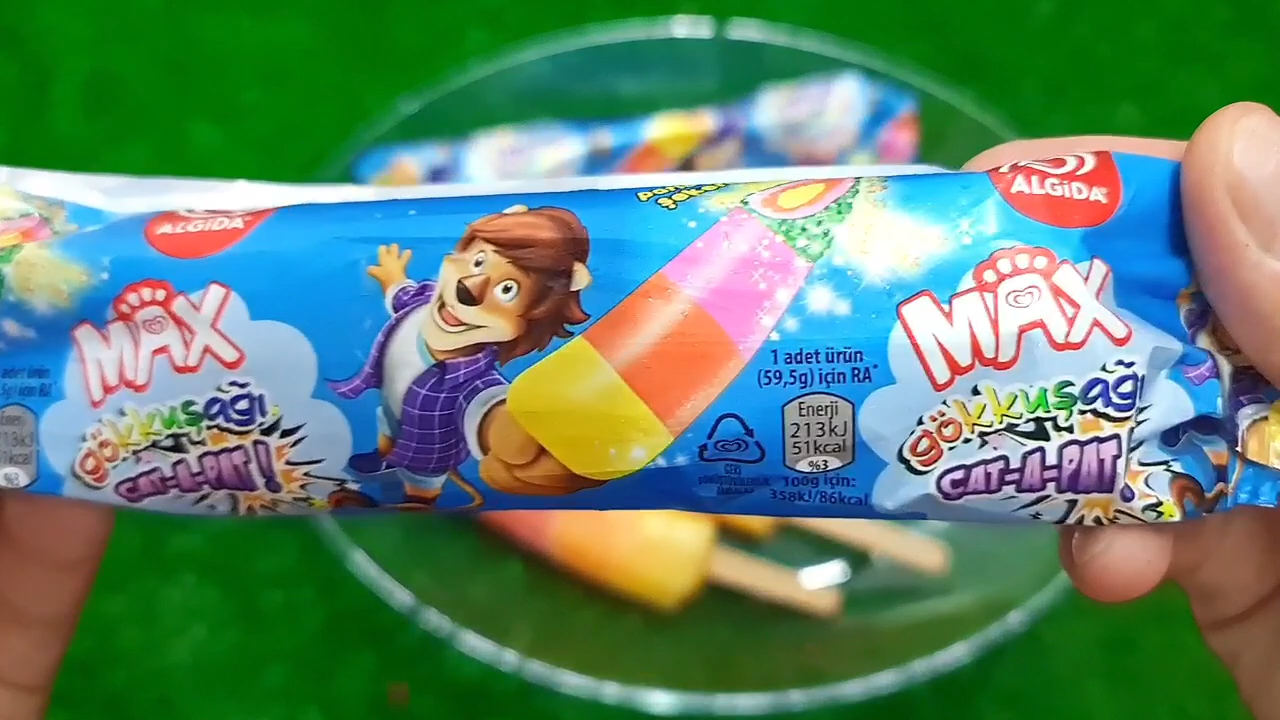 ALGiDA
MAX
gökkuşağı
ÇAT-A-PAT!
1 adet ürün
(59,5g) için RA*
Enerji
213kJ
51kcal
%3
100g için:
358kJ/86kcal
GERİ
ALGiDA
MAX
gökkuşağı
ÇAT-A-PAT!